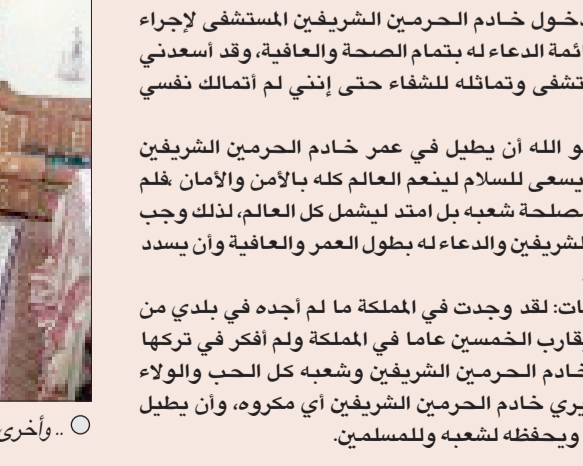 دخول خادم الحرمين الشريفين المستشفى لإجراء
ائمة الدعاء له بتمام الصحة والعافية، وقد أسعدني
تشفى وتماثله للشفاء حتى إنني لم أتمالك نفسي
و الله أن يطيل في عمر خادم الحرمين الشريفين
يسعى للسلام لينعم العالم كله بالأمن والأمان ،فلم
صلحة شعبه بل امتد ليشمل كل العالم، لذلك وجب
لشريفين والدعاء له بطول العمر والعافية وأن يسدد
ات: لقد وجدت في المملكة ما لم أجده في بلدي من
يقارب الخمسين عاما في المملكة ولم أفكر في تركها
خادم الحرمين الشريفين وشعبه كل الحب والولاء
يري خادم الحرمين الشريفين أي مكروه، وأن يطيل
ويحفظه لشعبه وللمسلمين.
.. وأخرى